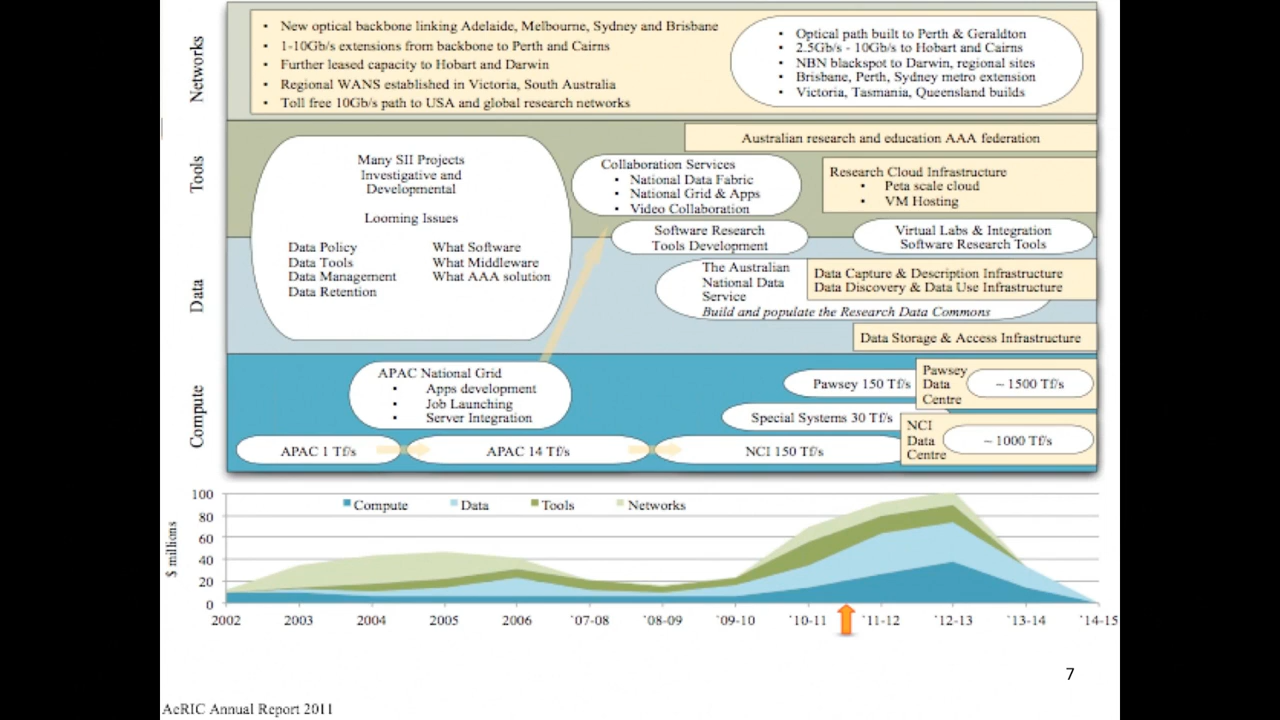 Networks
• New optical backbone linking Adelaide, Melbourne, Sydney and Brisbane
• 1-10Gb/s extensions from backbone to Perth and Cairns
• Further leased capacity to Hobart and Darwin
• Regional WANS established in Victoria, South Australia
• Toll free 10Gb/s path to USA and global research networks
• Optical path built to Perth & Geraldton
• 2.5Gb/s - 10Gb/s to Hobart and Cairns
• NBN blackspot to Darwin, regional sites
• Brisbane, Perth, Sydney metro extension
• Victoria, Tasmania, Queensland builds
Tools
Australian research and education AAA federation
Many SII Projects
Investigative and
Developmental
Looming Issues
Data Policy
Data Tools
Data Management
Data Retention
What Software
What Middleware
What AAA solution
Collaboration Services
• National Data Fabric
• National Grid & Apps
• Video Collaboration
Research Cloud Infrastructure
• Peta scale cloud
• VM Hosting
Software Research
Tools Development
Virtual Labs & Integration
Software Research Tools
Data
The Australian
National Data
Service
Build and populate the Research Data Commons
Data Capture & Description Infrastructure
Data Discovery & Data Use Infrastructure
Data Storage & Access Infrastructure
Compute
APAC National Grid
• Apps development
• Job Launching
• Server Integration
Pawsey 150 Tf/s
Pawsey
Data
Centre
~ 1500 Tf/s
Special Systems 30 Tf/s
NCI
Data
Centre
~ 1000 Tf/s
APAC 1 Tf/s
APAC 14 Tf/s
NCI 150 Tf/s
$ millions
100
80
60
40
20
0
Compute Data Tools Networks
2002 2003 2004 2005 2006 `07-08 `08-09 `09-10 `10-11 `11-12 `12-13 `13-14 `14-15
7
AeRIC Annual Report 2011